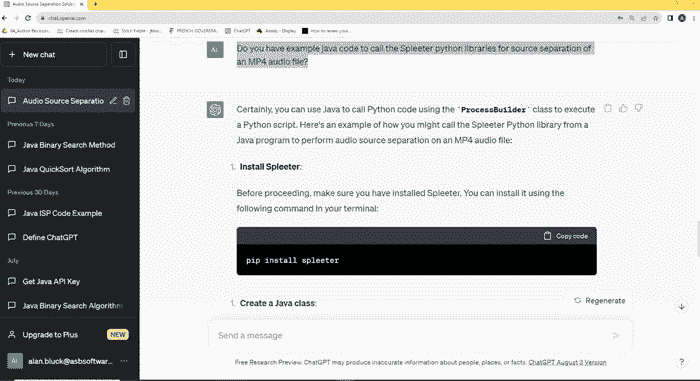 Audio Source Separation Soluti
chat.openai.com
ChatGPT
New chat
Today
Audio Source Separatio
Previous 7 Days
Java Binary Search Method
Java QuickSort Algorithm
Previous 30 Days
Java ISP Code Example
Define ChatGPT
July
Get Java API Key
Java Binary Search Algorithm
Upgrade to Plus
NEW
alan.bluck@asbsoftwar...
Do you have example java code to call the Spleeter python libraries for source separation of
an MP4 audio file?
Certainly, you can use Java to call Python code using the `ProcessBuilder` class to execute
a Python script. Here's an example of how you might call the Spleeter Python library from a
Java program to perform audio source separation on an MP4 audio file:
1. Install Spleeter:
Before proceeding, make sure you have installed Spleeter. You can install it using the
following command in your terminal:
Copy code
pip install spleeter
1. Create a Java class:
Regenerate
Send a message
Free Research Preview. ChatGPT may produce inaccurate information about people, places, or facts. ChatGPT August 3 Version